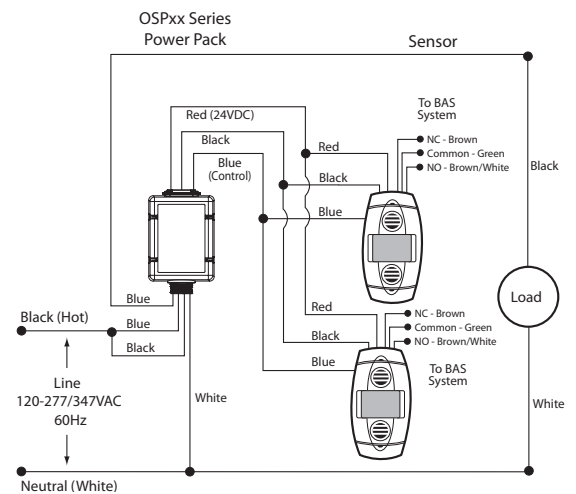 OSPxx Series
Power Pack
Sensor
Red (24VDC)
Black
Blue
(Control)
Red
Black
Blue
To BAS
System
NC - Brown
Common - Green
NO - Brown/White
Black
Blue
Black (Hot)
Blue
Black
Line
120-277/347VAC
60Hz
White
Neutral (White)
Red
Black
Blue
NC - Brown
Common - Green
NO - Brown/White
To BAS
System
Load
White